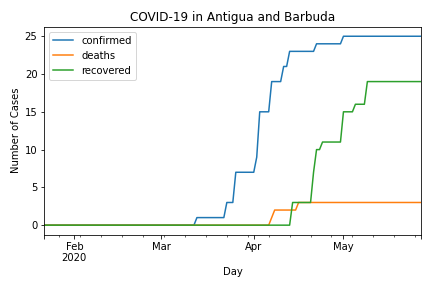 COVID-19 in Antigua and Barbuda
confirmed
deaths
recovered
25
20
15
10
5
0
Number of Cases
Feb
2020
Mar
Apr
May
Day